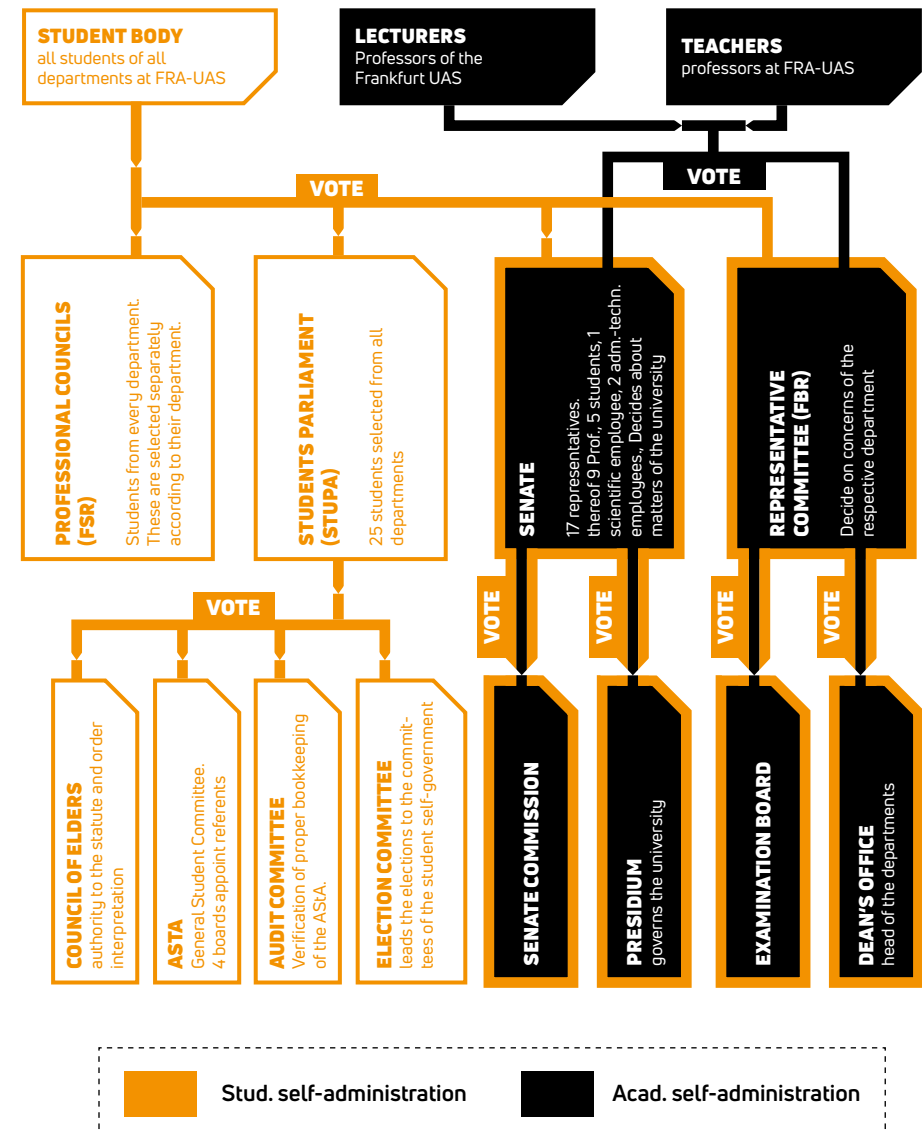 STUDENT BODY
all students of all
departments at FRA-UAS
LECTURERS
Professors of the
Frankfurt UAS
TEACHERS
professors at FRA-UAS
VOTE
VOTE
PROFESSIONAL COUNCILS
(FSR)
Students from every department.
These are selected separately
according to their department.
STUDENTS PARLIAMENT
(STUPA)
25 students selected from all
departments
SENATE
17 representatives.
thereof 9 Prof., 5 students, 1
scientific employee, 2 adm.-techn.
employees., Decides about
matters of the university
REPRESENTATIVE
COMMITTEE (FBR)
Decide on concerns of the
respective department
VOTE
VOTE
VOTE
VOTE
VOTE
COUNCIL OF ELDERS
authority to the statute and order
interpretation
ASTA
General Student Committee.
4 boards appoint referents
AUDIT COMMITTEE
Verification of proper bookkeeping
of the AStA.
ELECTION COMMITTEE
leads the elections to the commit-
tees of the student self-government
SENATE COMMISSION
PRESIDIUM
governs the university
EXAMINATION BOARD
DEAN'S OFFICE
head of the departments
Stud. self-administration
Acad. self-administration